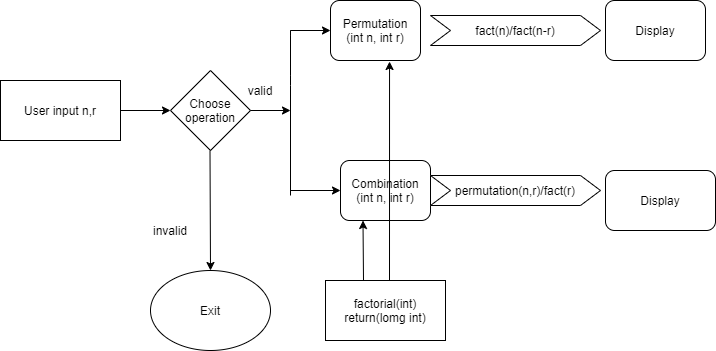 Permutation
(int n, int r)
fact(n)/fact(n-r)
Display
User input n,r
Choose
operation
valid
Combination
(int n, int r)
permutation(n,r)/fact(r)
Display
invalid
Exit
factorial(int)
return(lomg int)